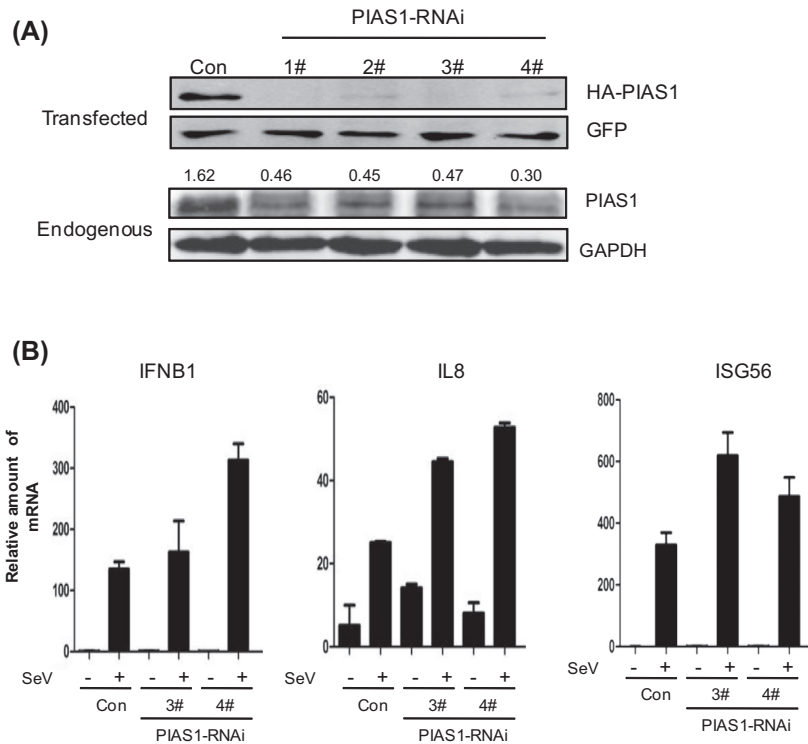 (A)
PIAS1-RNAi
Con 1# 2# 3# 4#
Transfected
HA-PIAS1
GFP
1.62 0.46 0.45 0.47 0.30
Endogenous
PIAS1
GAPDH
(B)
IFNB1
Relative amount of
mRNA
400
300
200
100
0
SeV - + - + - +
Con 3# 4#
PIAS1-RNAi
IL8
60
40
20
0
SeV - + - + - +
Con 3# 4#
PIAS1-RNAi
ISG56
800
600
400
200
0
SeV - + - + - +
Con 3# 4#
PIAS1-RNAi